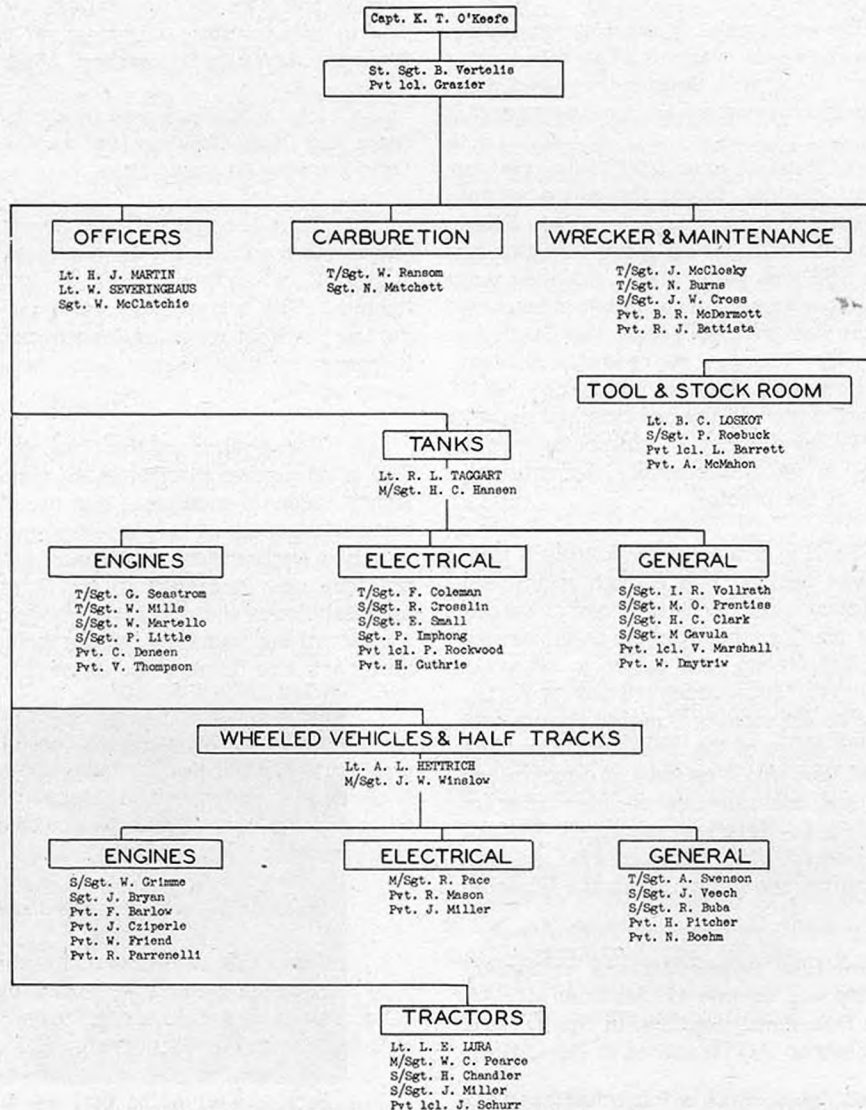 Capt. K. T. O'Keefe
St. Sgt. B. Vertelis
Pvt lcl. Grazier
OFFICERS
Lt. H. J. MARTIN
Lt. W. SEVERINGHAUS
Sgt. W. McClatchie
CARBURETION
T/Sgt. W. Ransom
Sgt. N. Matchett
WRECKER & MAINTENANCE
T/Sgt. J. McClosky
T/Sgt. N. Burns
S/Sgt. J. W. Cross
Pvt. B. R. McDermott
Pvt. R. J. Battista
TOOL & STOCK ROOM
Lt. B. C. LOSKOT
S/Sgt. P. Roebuck
Pvt lcl. L. Barrett
Pvt. A. McMahon
TANKS
Lt. R. L. TAGGART
M/Sgt. H. C. Hansen
ENGINES
T/Sgt. G. Seastrom
T/Sgt. W. Mills
S/Sgt. W. Martello
S/Sgt. P. Little
Pvt. C. Deneen
Pvt. V. Thompson
ELECTRICAL
T/Sgt. F. Coleman
S/Sgt. R. Crosslin
S/Sgt. E. Small
Sgt. P. Imphong
Pvt lcl. P. Rockwood
Pvt. H. Guthrie
GENERAL
S/Sgt. I. R. Vollrath
S/Sgt. M. O. Prentiss
S/Sgt. H. C. Clark
S/Sgt. M Gavula
Pvt. lcl. V. Marshall
Pvt. W. Dmytriw
WHEELED VEHICLES & HALF TRACKS
Lt. A. L. HETTRICH
M/Sgt. J. W. Winslow
ENGINES
S/Sgt. W. Grimme
Sgt. J. Bryan
Pvt. F. Barlow
Pvt. J. Cziperle
Pvt. W. Friend
Pvt. R. Parrenelli
ELECTRICAL
M/Sgt. R. Pace
Pvt. R. Mason
Pvt. J. Miller
GENERAL
T/Sgt. A. Swenson
S/Sgt. J. Veech
S/Sgt. R. Buba
Pvt. H. Pitcher
Pvt. N. Boehm
TRACTORS
Lt. L. E. LURA
M/Sgt. W. C. Pearce
S/Sgt. H. Chandler
S/Sgt. J. Miller
Pvt lcl. J. Schurr